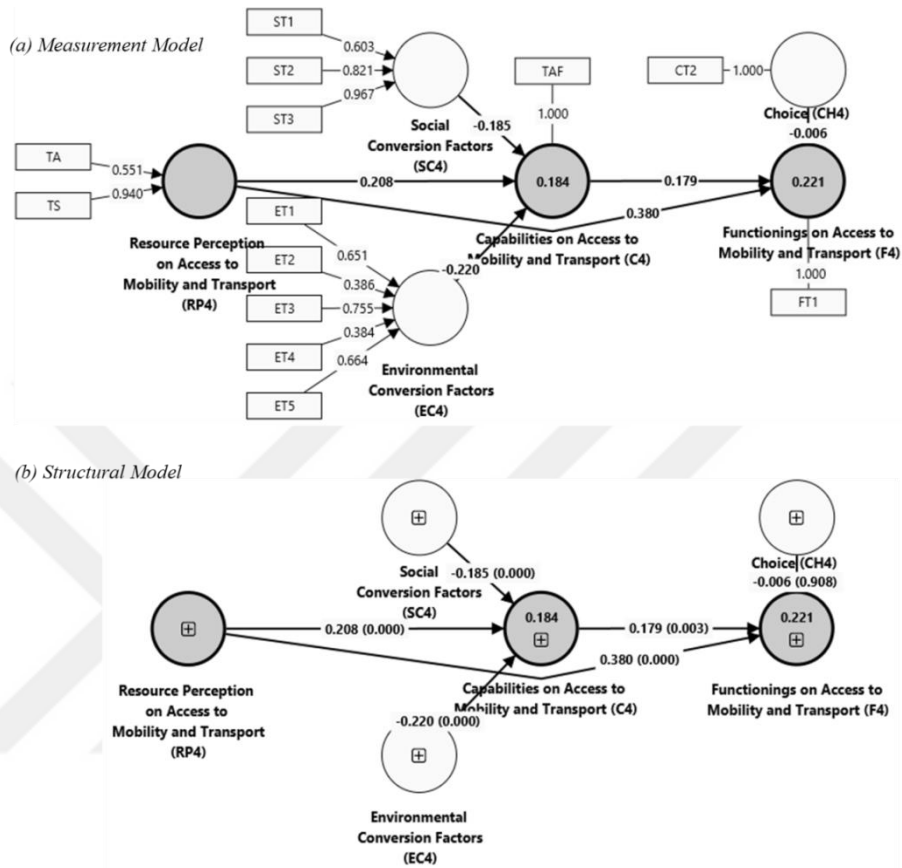 (a) Measurement Model
ST1
ST2
ST3
0.603
0.821
0.967
Social
Conversion Factors
(SC4)
-0.185
TAF
1.000
CT2
1.000
Choice (CH4)
-0.006
TA
TS
0.551
0.940
0.208
0.184
0.179
0.221
0.380
Resource Perception
on Access to
Mobility and Transport
(RP4)
Capabilities on Access to
Mobility and Transport (C4)
Functionings on Access to
Mobility and Transport (F4)
ET1
ET2
ET3
ET4
ET5
0.651
0.386
0.755
0.384
0.664
-0.220
1.000
FT1
Environmental
Conversion Factors
(EC4)
(b) Structural Model
Social
Conversion Factors
(SC4)
-0.185 (0.000)
Choice (CH4)
-0.006 (0.908)
0.208 (0.000)
0.184
0.179 (0.003)
0.221
0.380 (0.000)
Resource Perception
on Access to
Mobility and Transport
(RP4)
Capabilities on Access to
Mobility and Transport (C4)
Functionings on Access to
Mobility and Transport (F4)
-0.220 (0.000)
Environmental
Conversion Factors
(EC4)